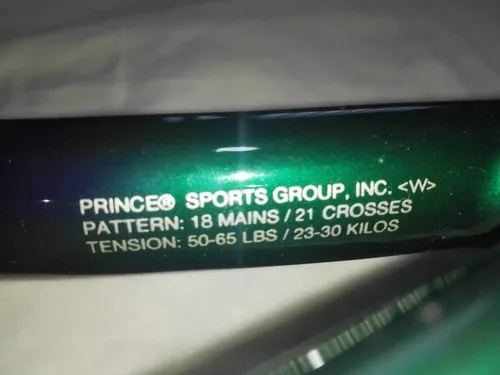 PRINCE® SPORTS GROUP, INC. <W>
PATTERN: 18 MAINS / 21 CROSSES
TENSION: 50-65 LBS / 23-30 KILOS